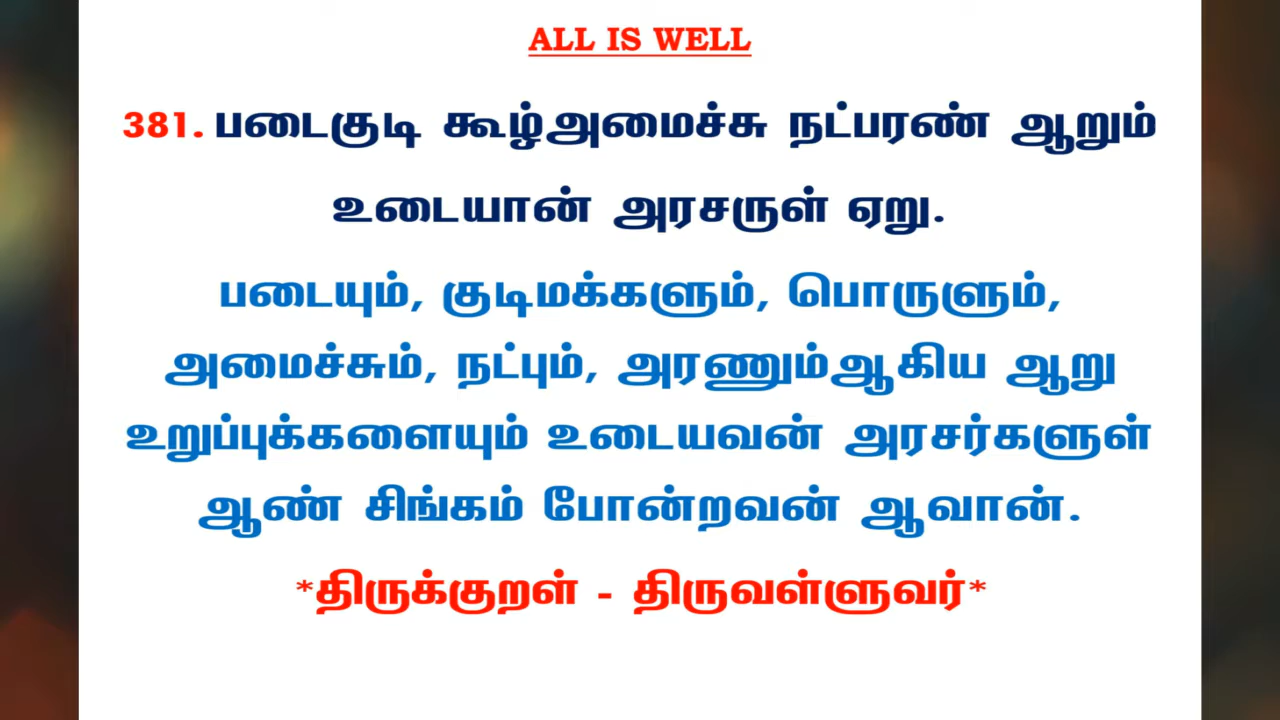 ALL IS WELL
381. படைகுடி கூழ்அமைச்சு நட்பரண் ஆறும்
உடையான் அரசருள் ஏறு.
படையும், குடிமக்களும், பொருளும்,
அமைச்சும், நட்பும், அரணும்ஆகிய ஆறு
உறுப்புக்களையும் உடையவன் அரசர்களுள்
ஆண் சிங்கம் போன்றவன் ஆவான்.
*திருக்குறள் - திருவள்ளுவர்*